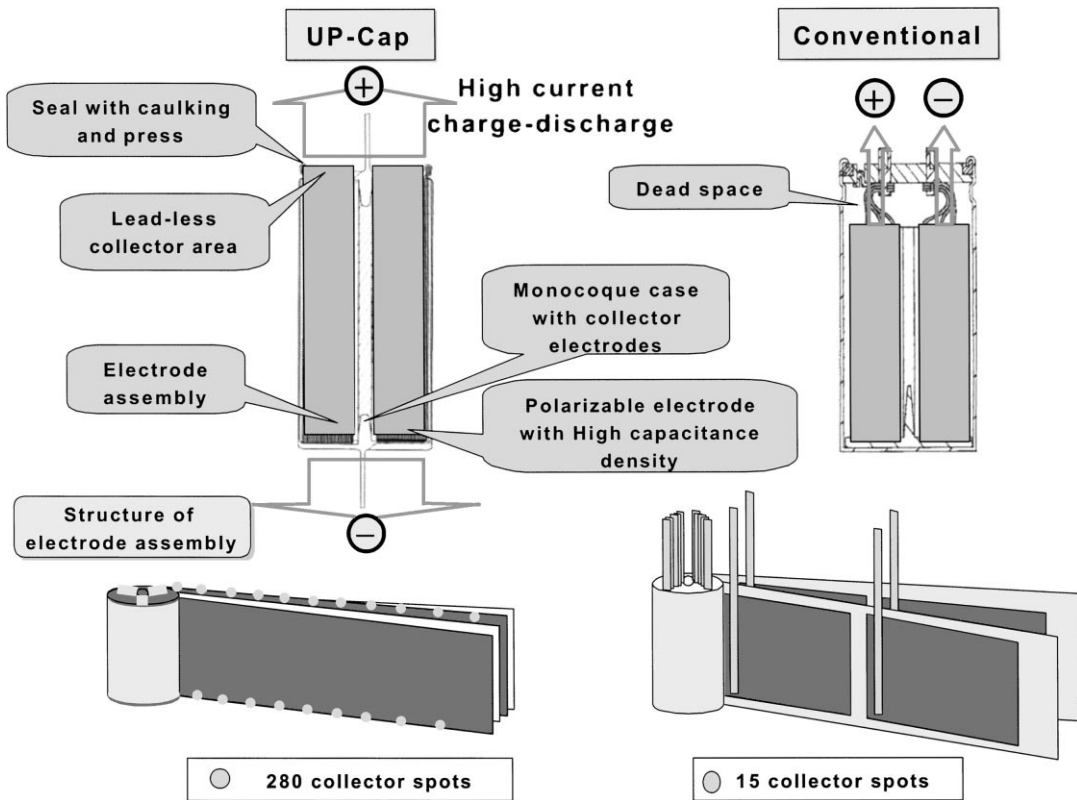 UP-Cap
Conventional
+
+
−
High current
charge-discharge
Seal with caulking
and press
Dead space
Lead-less
collector area
Monocoque case
with collector
electrodes
Electrode
assembly
Polarizable electrode
with High capacitance
density
Structure of
electrode assembly
−
280 collector spots
15 collector spots